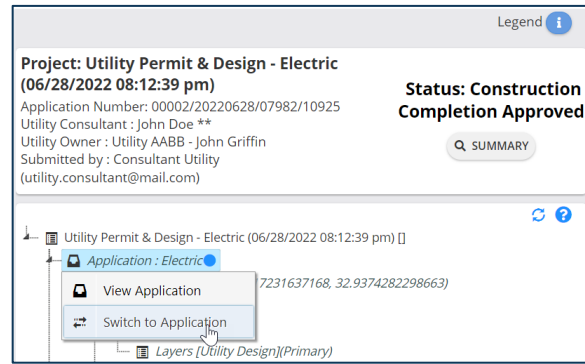 Legend
Project: Utility Permit & Design - Electric
(06/28/2022 08:12:39 pm)
Application Number: 00002/20220628/07982/10925
Utility Consultant : John Doe **
Utility Owner : Utility AABB - John Griffin
Submitted by : Consultant Utility
(utility.consultant@mail.com)
Status: Construction
Completion Approved
SUMMARY
Utility Permit & Design - Electric (06/28/2022 08:12:39 pm) []
Application : Electric
View Application
7231637168, 32.9374282298663)
Switch to Application
Layers [Utility Design](Primary)